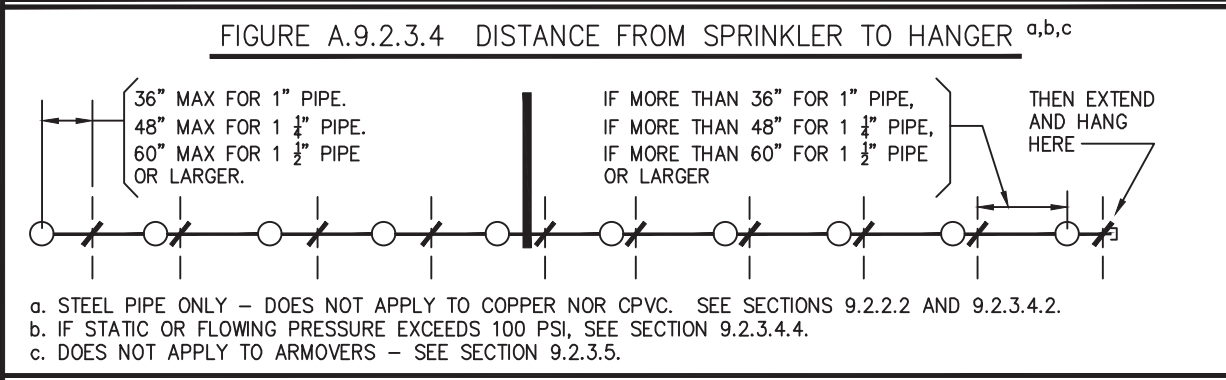 FIGURE A.9.2.3.4 DISTANCE FROM SPRINKLER TO HANGER a,b,c
36" MAX FOR 1" PIPE.
48" MAX FOR 1 1/4" PIPE.
60" MAX FOR 1 1/2" PIPE
OR LARGER.
IF MORE THAN 36" FOR 1" PIPE,
IF MORE THAN 48" FOR 1 1/4" PIPE,
IF MORE THAN 60" FOR 1 1/2" PIPE
OR LARGER
THEN EXTEND
AND HANG
HERE
a. STEEL PIPE ONLY – DOES NOT APPLY TO COPPER NOR CPVC. SEE SECTIONS 9.2.2.2 AND 9.2.3.4.2.
b. IF STATIC OR FLOWING PRESSURE EXCEEDS 100 PSI, SEE SECTION 9.2.3.4.4.
c. DOES NOT APPLY TO ARMOVERS – SEE SECTION 9.2.3.5.